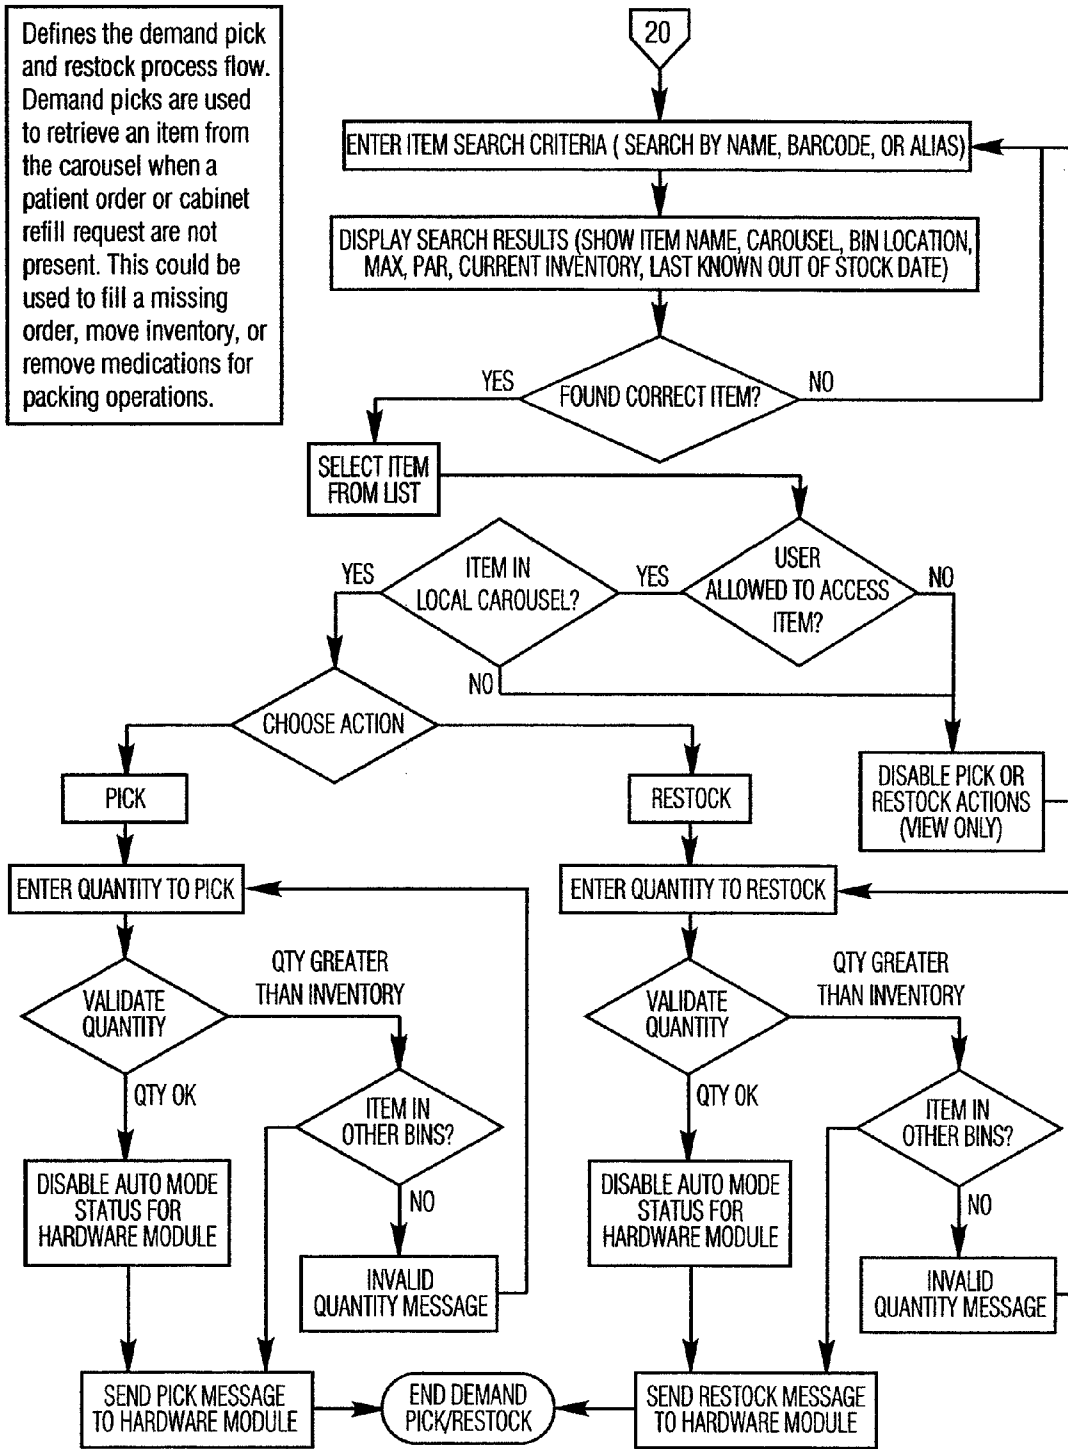 Defines the demand pick
and restock process flow.
Demand picks are used
to retrieve an item from
the carousel when a
patient order or cabinet
refill request are not
present. This could be
used to fill a missing
order, move inventory, or
remove medications for
packing operations.
20
ENTER ITEM SEARCH CRITERIA ( SEARCH BY NAME, BARCODE, OR ALIAS)
DISPLAY SEARCH RESULTS (SHOW ITEM NAME, CAROUSEL, BIN LOCATION,
MAX, PAR, CURRENT INVENTORY, LAST KNOWN OUT OF STOCK DATE)
FOUND CORRECT ITEM?
YES
NO
SELECT ITEM
FROM LIST
USER
ALLOWED TO ACCESS
ITEM?
YES
NO
ITEM IN
LOCAL CAROUSEL?
YES
NO
CHOOSE ACTION
DISABLE PICK OR
RESTOCK ACTIONS
(VIEW ONLY)
PICK
ENTER QUANTITY TO PICK
VALIDATE
QUANTITY
QTY GREATER
THAN INVENTORY
QTY OK
ITEM IN
OTHER BINS?
NO
DISABLE AUTO MODE
STATUS FOR
HARDWARE MODULE
INVALID
QUANTITY MESSAGE
SEND PICK MESSAGE
TO HARDWARE MODULE
RESTOCK
ENTER QUANTITY TO RESTOCK
VALIDATE
QUANTITY
QTY GREATER
THAN INVENTORY
QTY OK
ITEM IN
OTHER BINS?
NO
DISABLE AUTO MODE
STATUS FOR
HARDWARE MODULE
INVALID
QUANTITY MESSAGE
SEND RESTOCK MESSAGE
TO HARDWARE MODULE
END DEMAND
PICK/RESTOCK